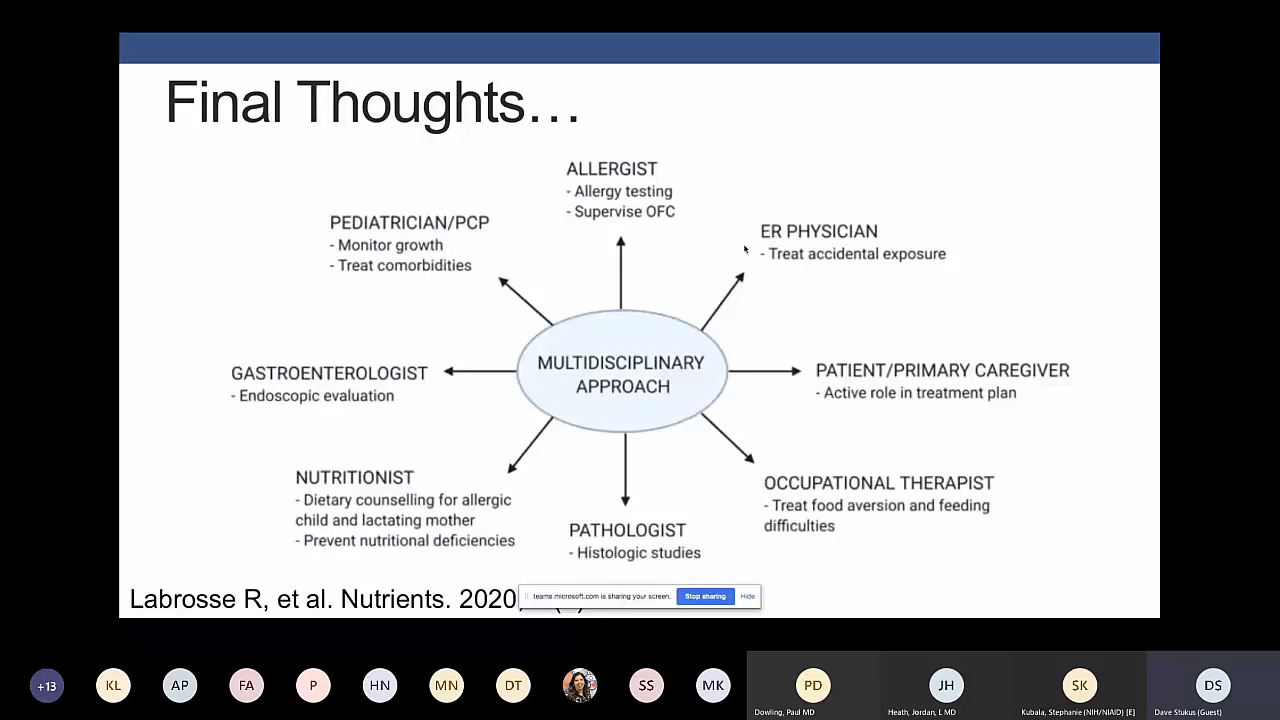 Final Thoughts...
ALLERGIST
- Allergy testing
- Supervise OFC
PEDIATRICIAN/PCP
- Monitor growth
- Treat comorbidities
ER PHYSICIAN
- Treat accidental exposure
MULTIDISCIPLINARY
APPROACH
GASTROENTEROLOGIST
- Endoscopic evaluation
PATIENT/PRIMARY CAREGIVER
- Active role in treatment plan
NUTRITIONIST
- Dietary counselling for allergic
child and lactating mother
- Prevent nutritional deficiencies
PATHOLOGIST
- Histologic studies
OCCUPATIONAL THERAPIST
- Treat food aversion and feeding
difficulties
Labrosse R, et al. Nutrients. 2020
teams.microsoft.com is sharing your screen.
Stop sharing
Hide
+13
KL
AP
FA
P
HN
MN
DT
SS
MK
PD
JH
SK
DS
Dowling, Paul MD
Heath, Jordan, L MD
Kubala, Stephanie (NIH/NIAID) [E]
Dave Stukus (Guest)